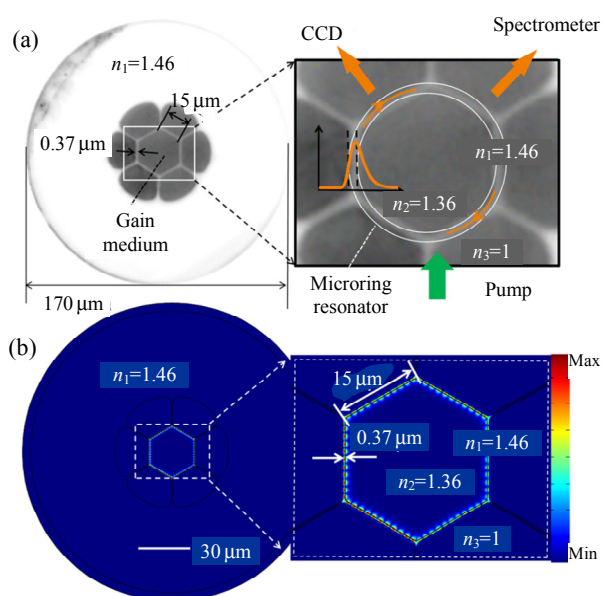 (a)
n₁=1.46
15 μm
0.37 μm
Gain
medium
170 μm
CCD
Spectrometer
n₁=1.46
n₂=1.36
n₃=1
Microring
resonator
Pump
(b)
n₁=1.46
30 μm
15 μm
0.37 μm
n₁=1.46
n₂=1.36
n₃=1
Max
Min